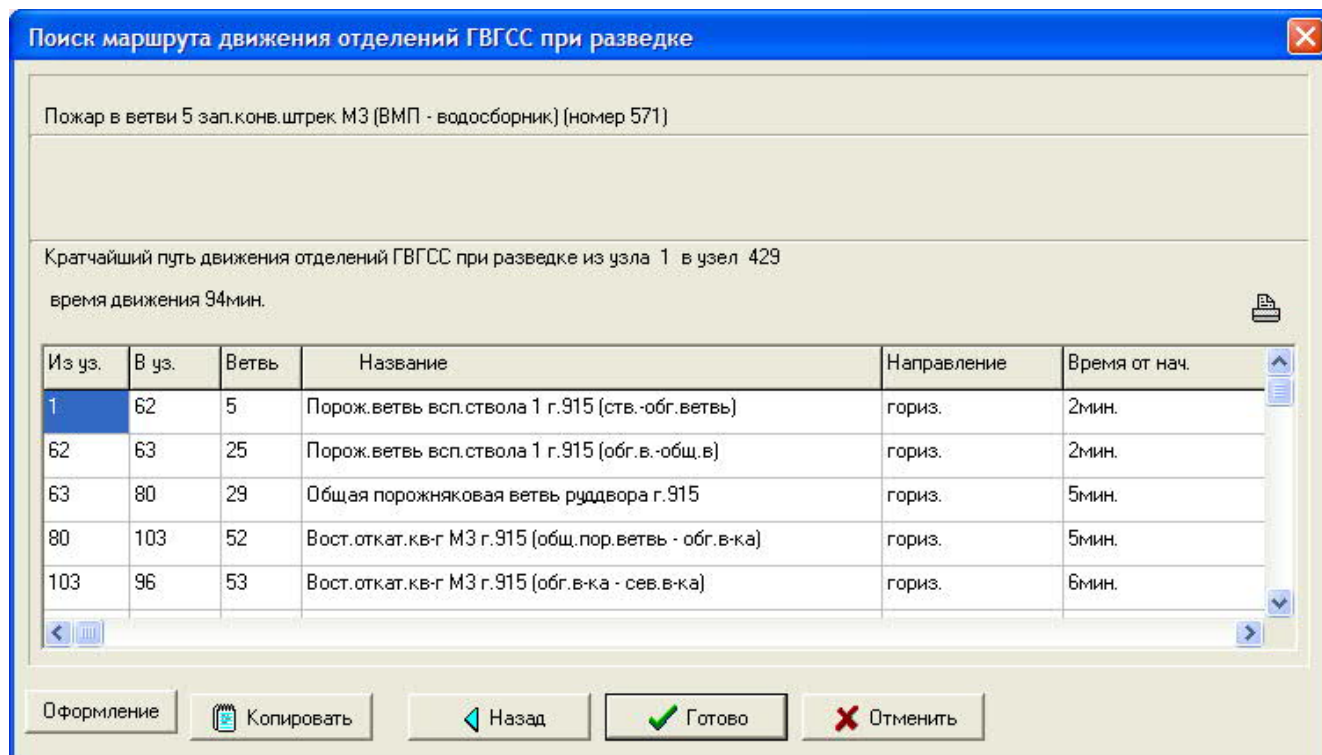 Поиск маршрута движения отделений ГВГСС при разведке
Пожар в ветви 5 зап.конв.штрек М3 (ВМП - водосборник) (номер 571)
Кратчайший путь движения отделений ГВГСС при разведке из узла 1 в узел 429
время движения 94мин.
Из уз. В уз. Ветвь Название Направление Время от нач.
1 62 5 Порож.ветвь всп.ствола 1 г.915 (ств.-обг.ветвь) гориз. 2мин.
62 63 25 Порож.ветвь всп.ствола 1 г.915 (обг.в.-общ.в) гориз. 2мин.
63 80 29 Общая порожняковая ветвь руддвора г.915 гориз. 5мин.
80 103 52 Вост.откат.кв-г М3 г.915 (общ.пор.ветвь - обг.в-ка) гориз. 5мин.
103 96 53 Вост.откат.кв-г М3 г.915 (обг.в-ка - сев.в-ка) гориз. 6мин.
Оформление Копировать Назад Готово Отменить